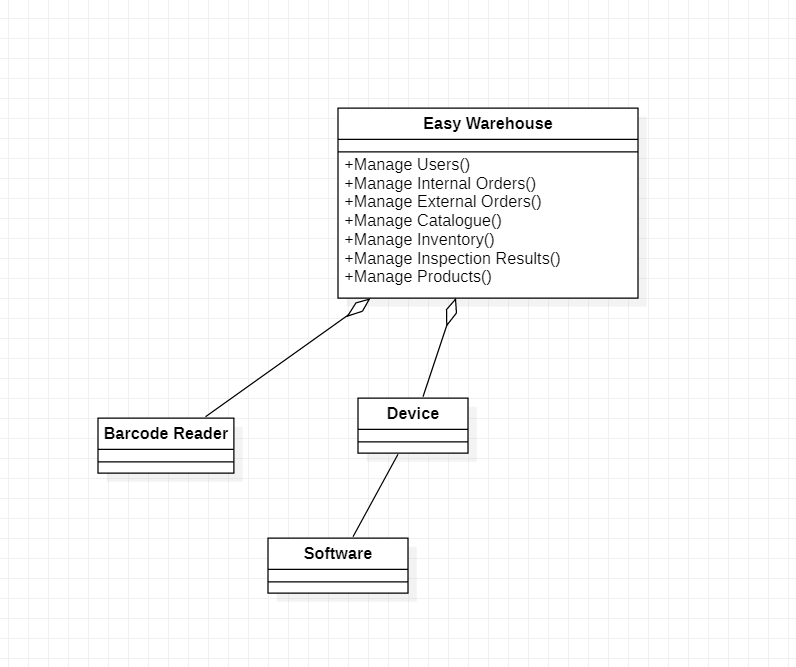 Easy Warehouse
+Manage Users()
+Manage Internal Orders()
+Manage External Orders()
+Manage Catalogue()
+Manage Inventory()
+Manage Inspection Results()
+Manage Products()
Device
Barcode Reader
Software